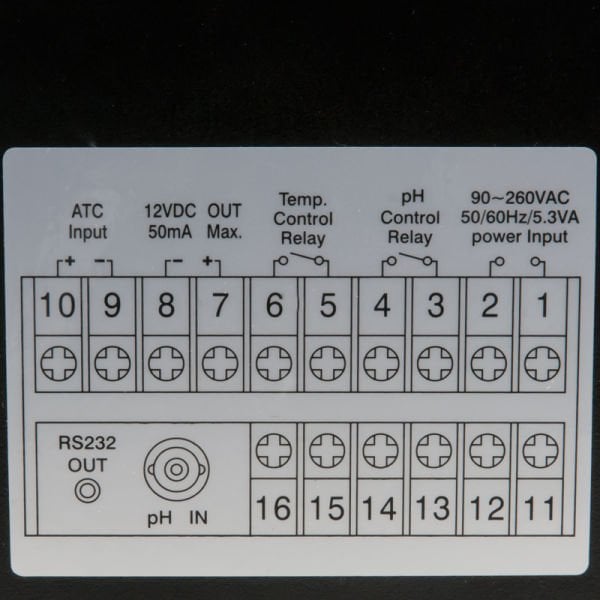 ATC
Input
12VDC OUT
50mA Max.
Temp.
Control
Relay
pH
Control
Relay
90~260VAC
50/60Hz/5.3VA
power Input
+ -
- +
10 9 8 7 6 5 4 3 2 1
RS232
OUT
pH IN
16 15 14 13 12 11